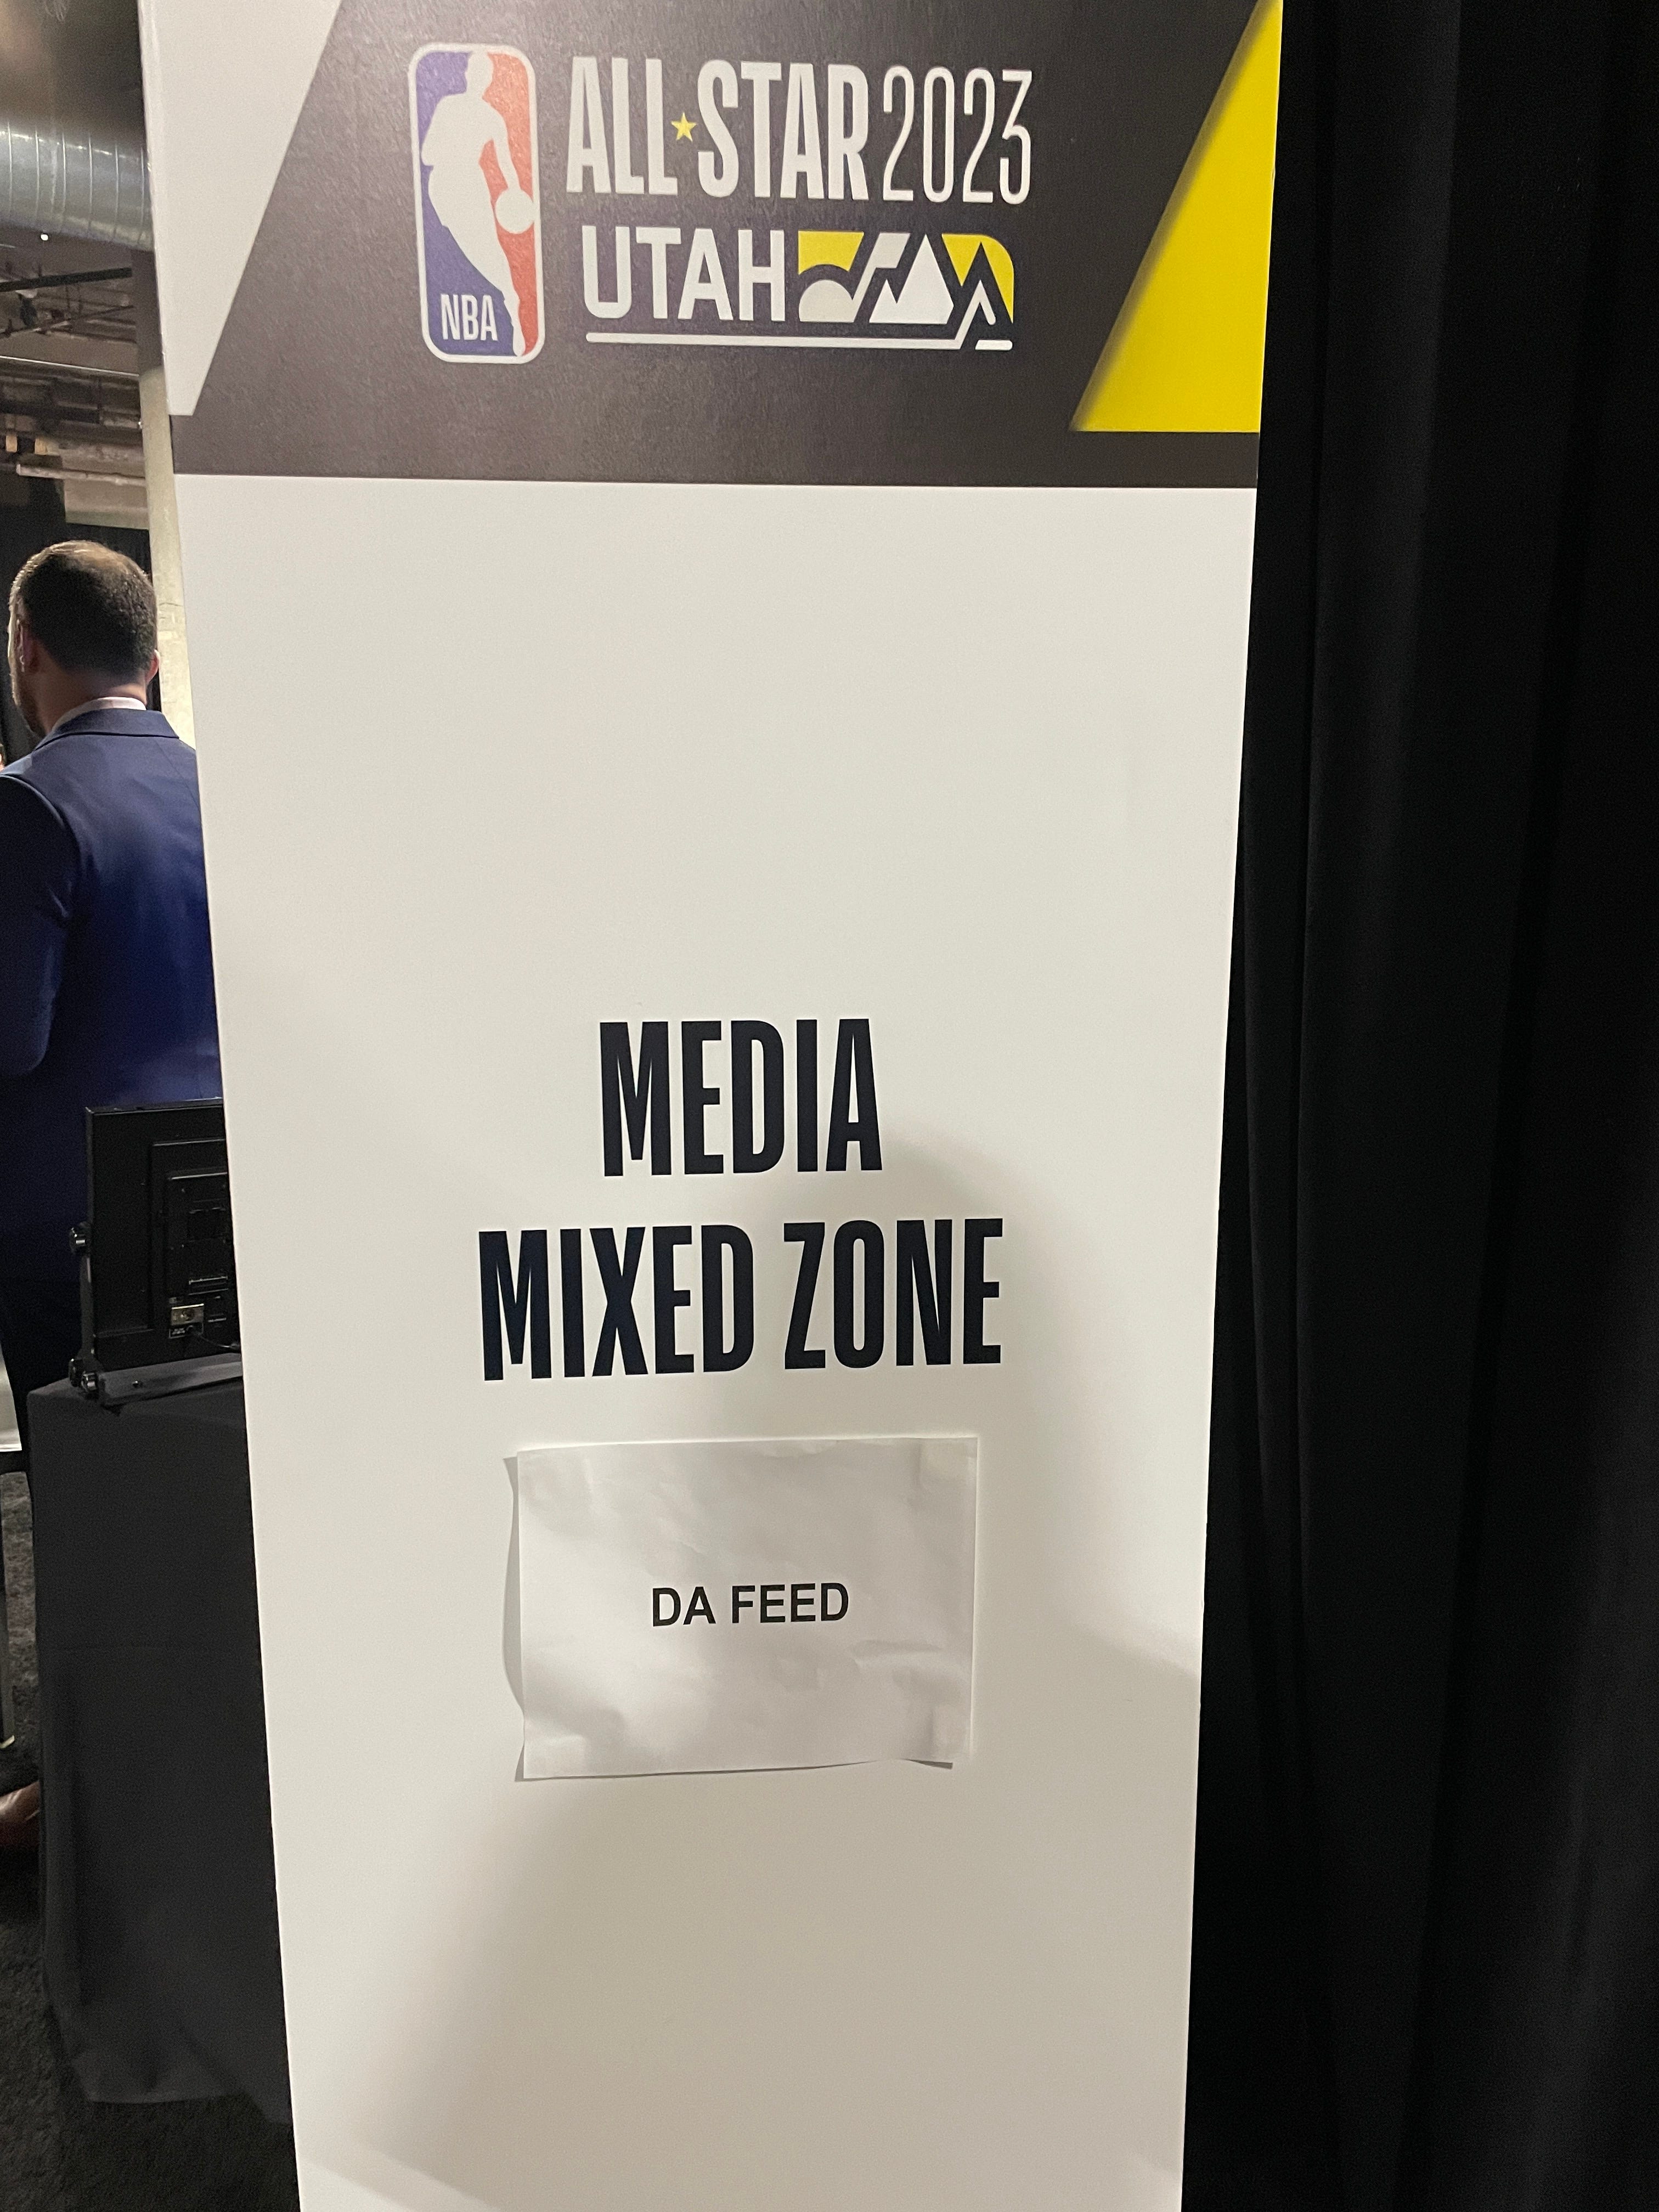 ALL★STAR 2023
UTAH
NBA
MEDIA
MIXED ZONE
DA FEED